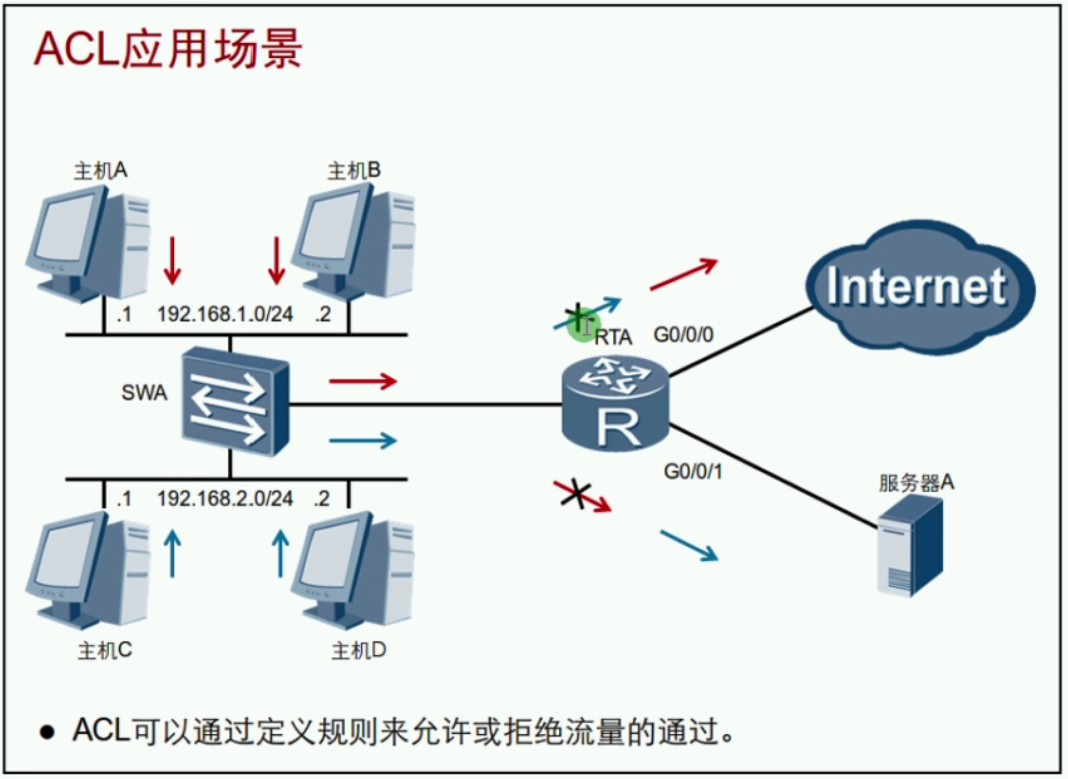 ACL应用场景
主机A
主机B
.1 192.168.1.0/24 .2
SWA
RTA
G0/0/0
Internet
R
G0/0/1
服务器A
.1 192.168.2.0/24 .2
主机C
主机D
● ACL可以通过定义规则来允许或拒绝流量的通过。